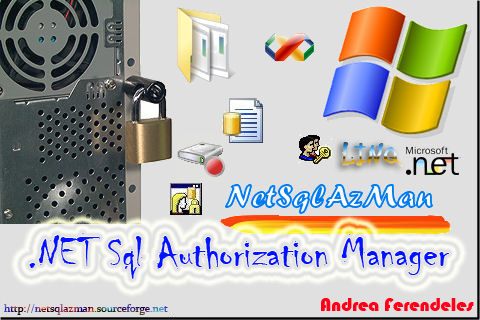 LINQ
Microsoft
.net
NetSqlAzMan
.NET Sql Authorization Manager
http://netsqlazman.sourceforge.net
Andrea Ferendeles